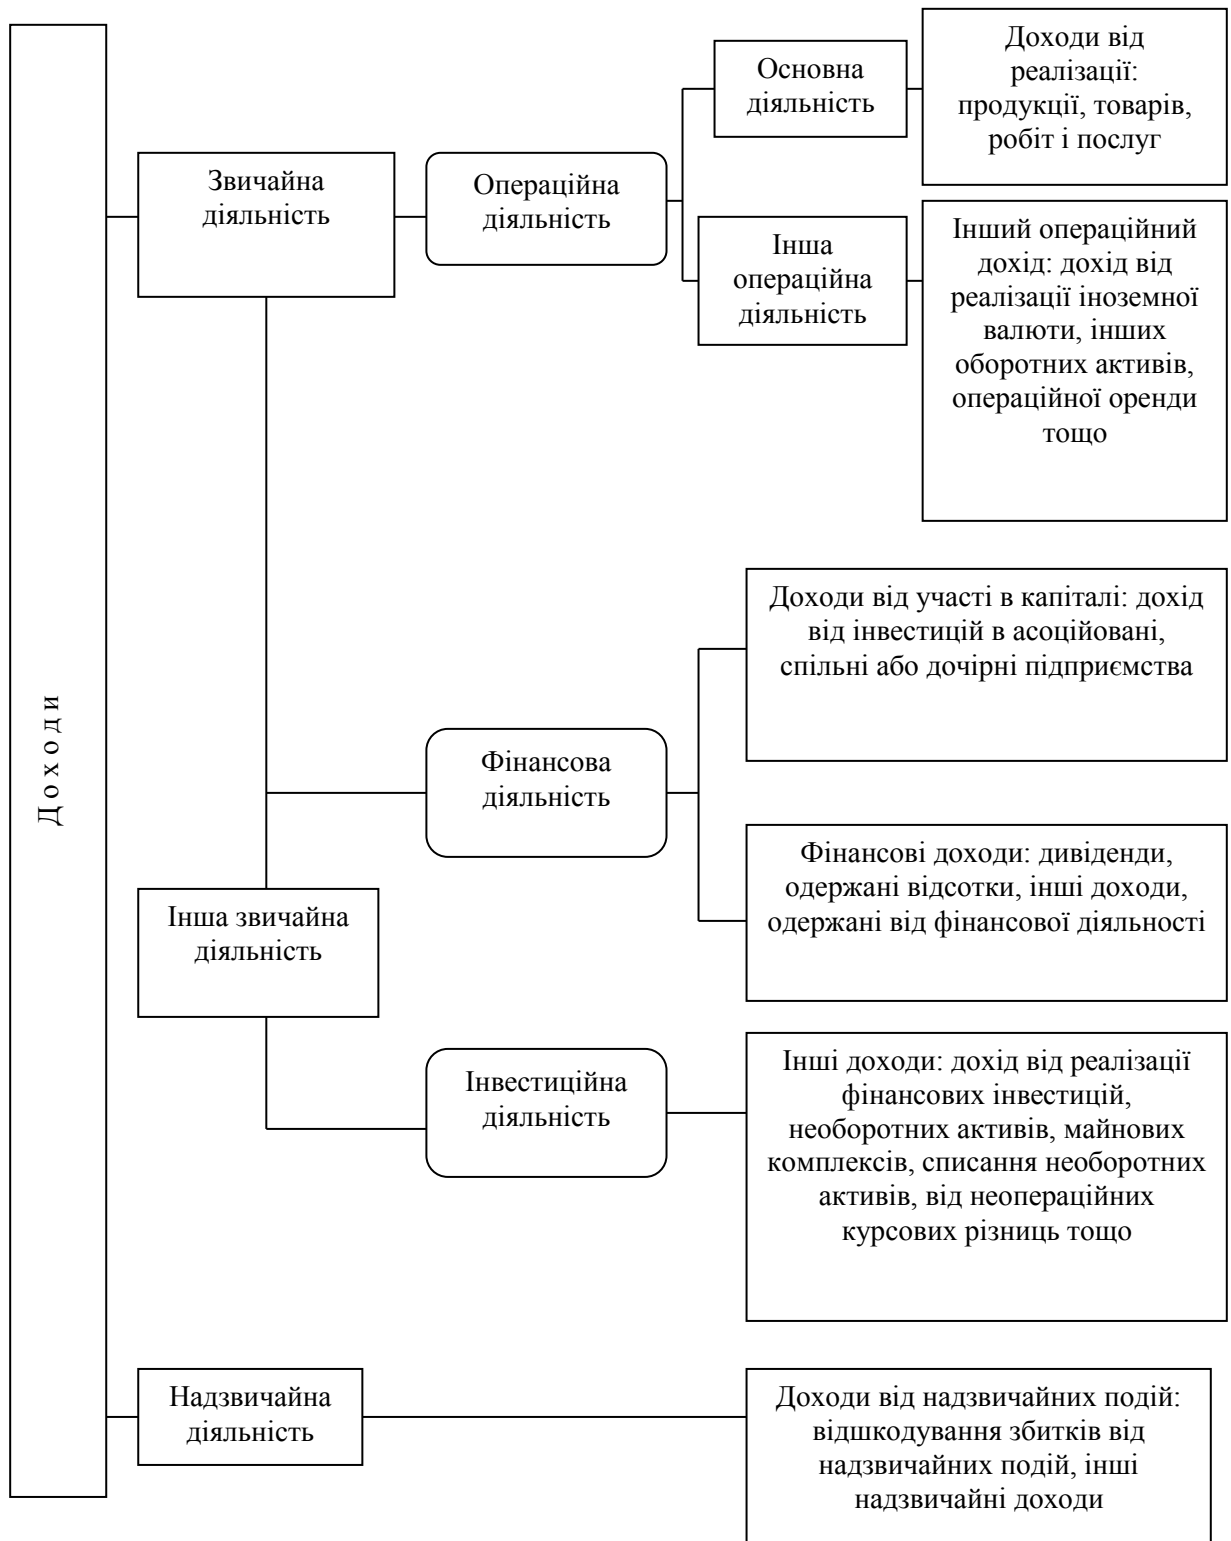 Доходи
Звичайна
діяльність
Операційна
діяльність
Основна
діяльність
Доходи від
реалізації:
продукції, товарів,
робіт і послуг
Інша
операційна
діяльність
Інший операційний
дохід: дохід від
реалізації іноземної
валюти, інших
оборотних активів,
операційної оренди
тощо
Інша звичайна
діяльність
Фінансова
діяльність
Доходи від участі в капіталі: дохід
від інвестицій в асоційовані,
спільні або дочірні підприємства
Фінансові доходи: дивіденди,
одержані відсотки, інші доходи,
одержані від фінансової діяльності
Інвестиційна
діяльність
Інші доходи: дохід від реалізації
фінансових інвестицій,
необоротних активів, майнових
комплексів, списання необоротних
активів, від неопераційних
курсових різниць тощо
Надзвичайна
діяльність
Доходи від надзвичайних подій:
відшкодування збитків від
надзвичайних подій, інші
надзвичайні доходи